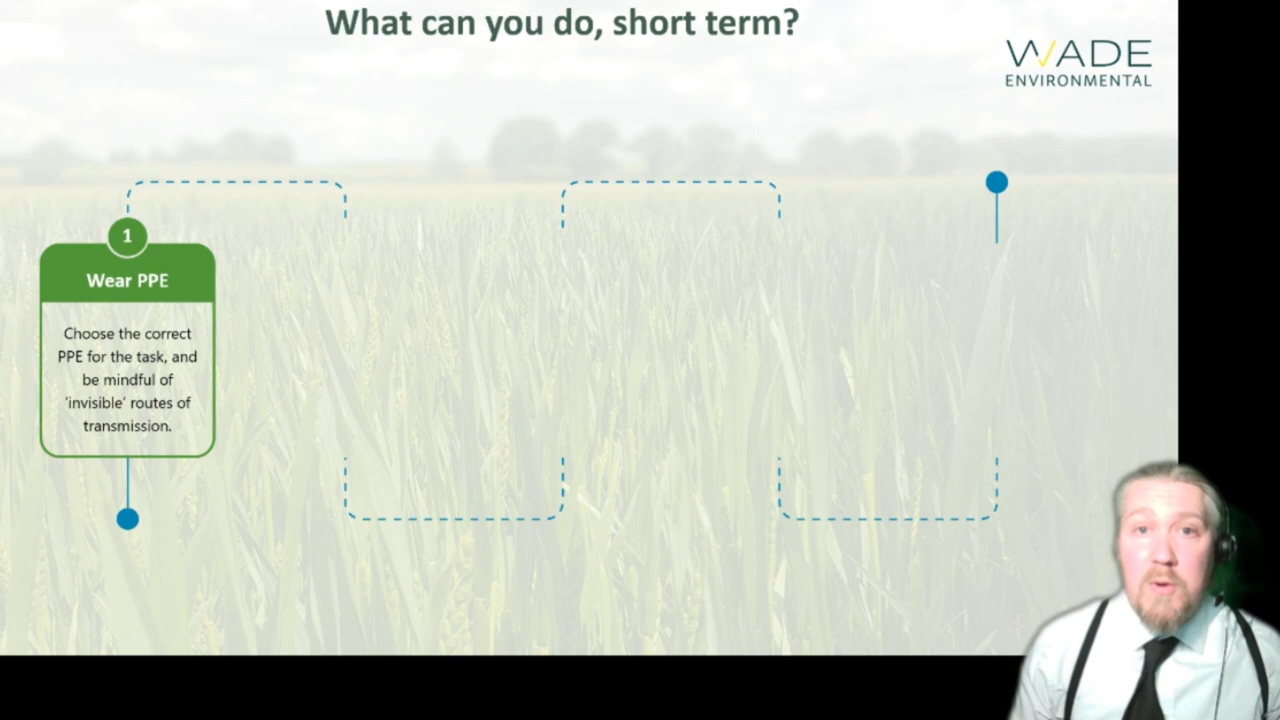 What can you do, short term?
WADE
ENVIRONMENTAL
1
Wear PPE
Choose the correct
PPE for the task, and
be mindful of
‘invisible’ routes of
transmission.